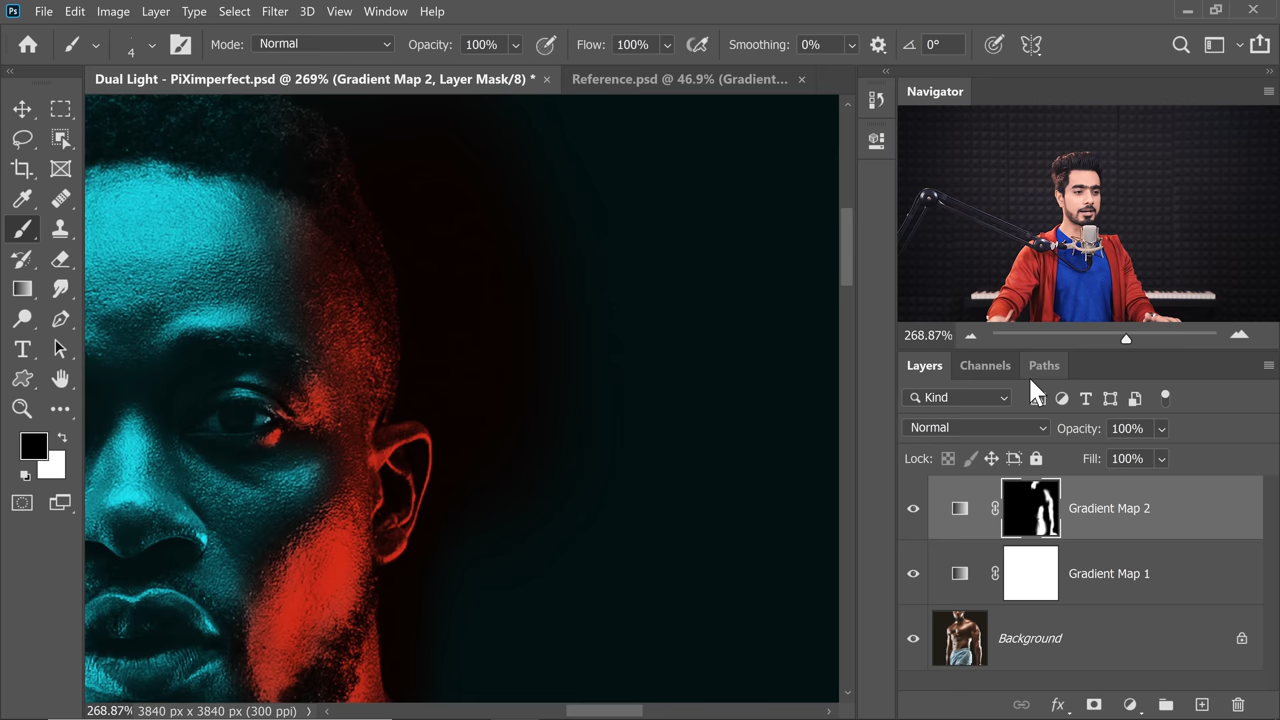 Ps File Edit Image Layer Type Select Filter 3D View Window Help
4 Mode: Normal Opacity: 100% Flow: 100% Smoothing: 0% 0°
Dual Light - PiXimperfect.psd @ 269% (Gradient Map 2, Layer Mask/8) * × Reference.psd @ 46.9% (Gradient... ×
Navigator
268.87%
Layers Channels Paths
Kind
Normal Opacity: 100%
Lock: Fill: 100%
Gradient Map 2
Gradient Map 1
Background
268.87% 3840 px x 3840 px (300 ppi)
fx